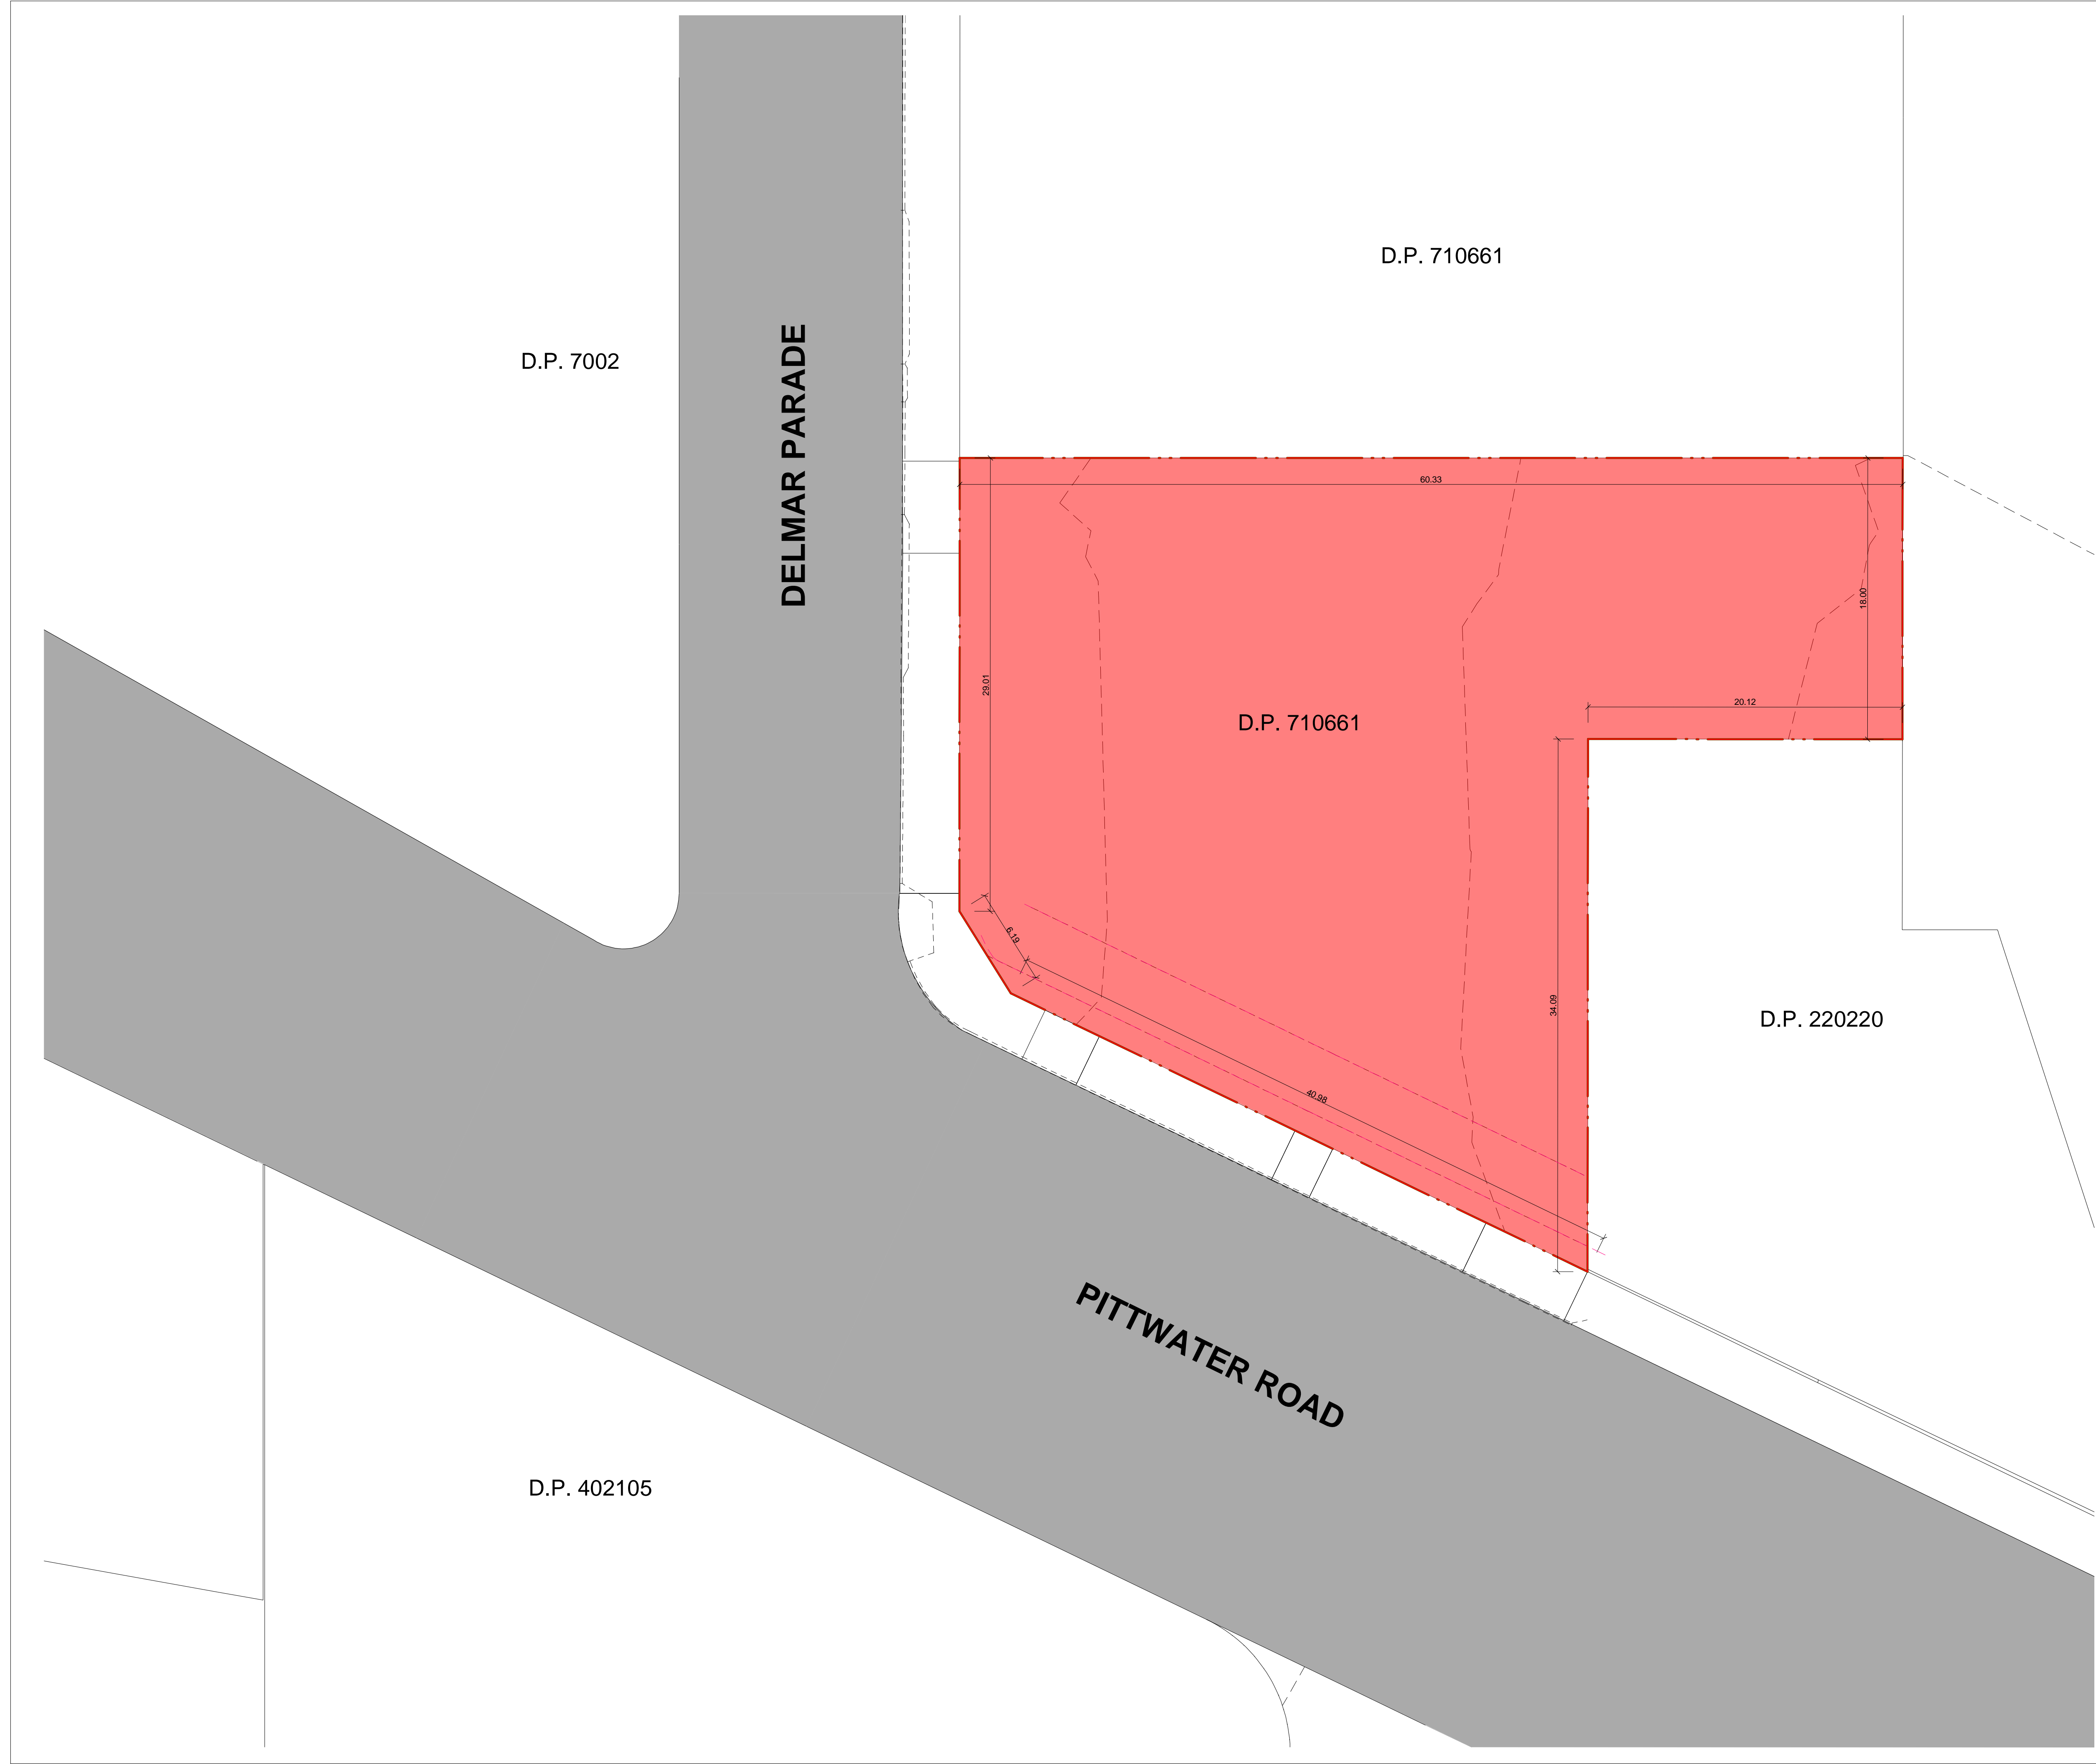 D.P. 710661
D.P. 7002
DELMAR PARADE
60.33
18.00
29.01
20.12
D.P. 710661
6.19
34.09
D.P. 220220
40.98
PITTWATER ROAD
D.P. 402105